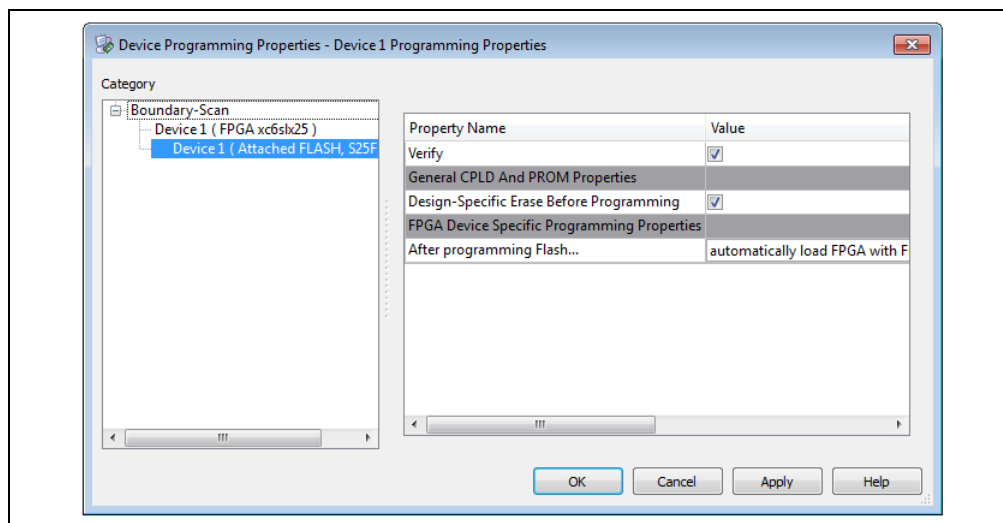 Device Programming Properties - Device 1 Programming Properties
Category
Boundary-Scan
Device 1 ( FPGA xc6slx25 )
Device 1 ( Attached FLASH, S25F
Property Name Value
Verify
General CPLD And PROM Properties
Design-Specific Erase Before Programming
FPGA Device Specific Programming Properties
After programming Flash... automatically load FPGA with F
OK Cancel Apply Help